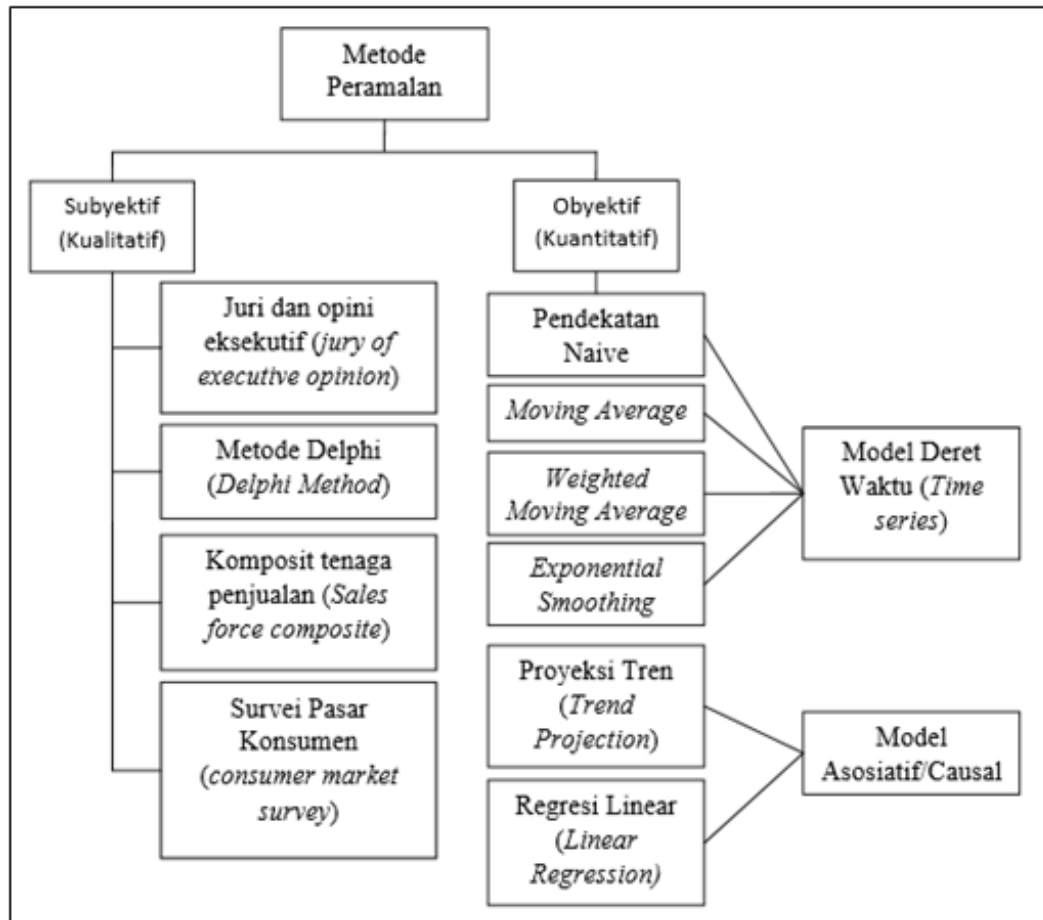 Metode
Peramalan
Subyektif
(Kualitatif)
Juri dan opini
eksekutif (jury of
executive opinion)
Metode Delphi
(Delphi Method)
Komposit tenaga
penjualan (Sales
force composite)
Survei Pasar
Konsumen
(consumer market
survey)
Obyektif
(Kuantitatif)
Pendekatan
Naive
Moving Average
Weighted
Moving Average
Exponential
Smoothing
Proyeksi Tren
(Trend
Projection)
Regresi Linear
(Linear
Regression)
Model Deret
Waktu (Time
series)
Model
Asosiatif/Causal